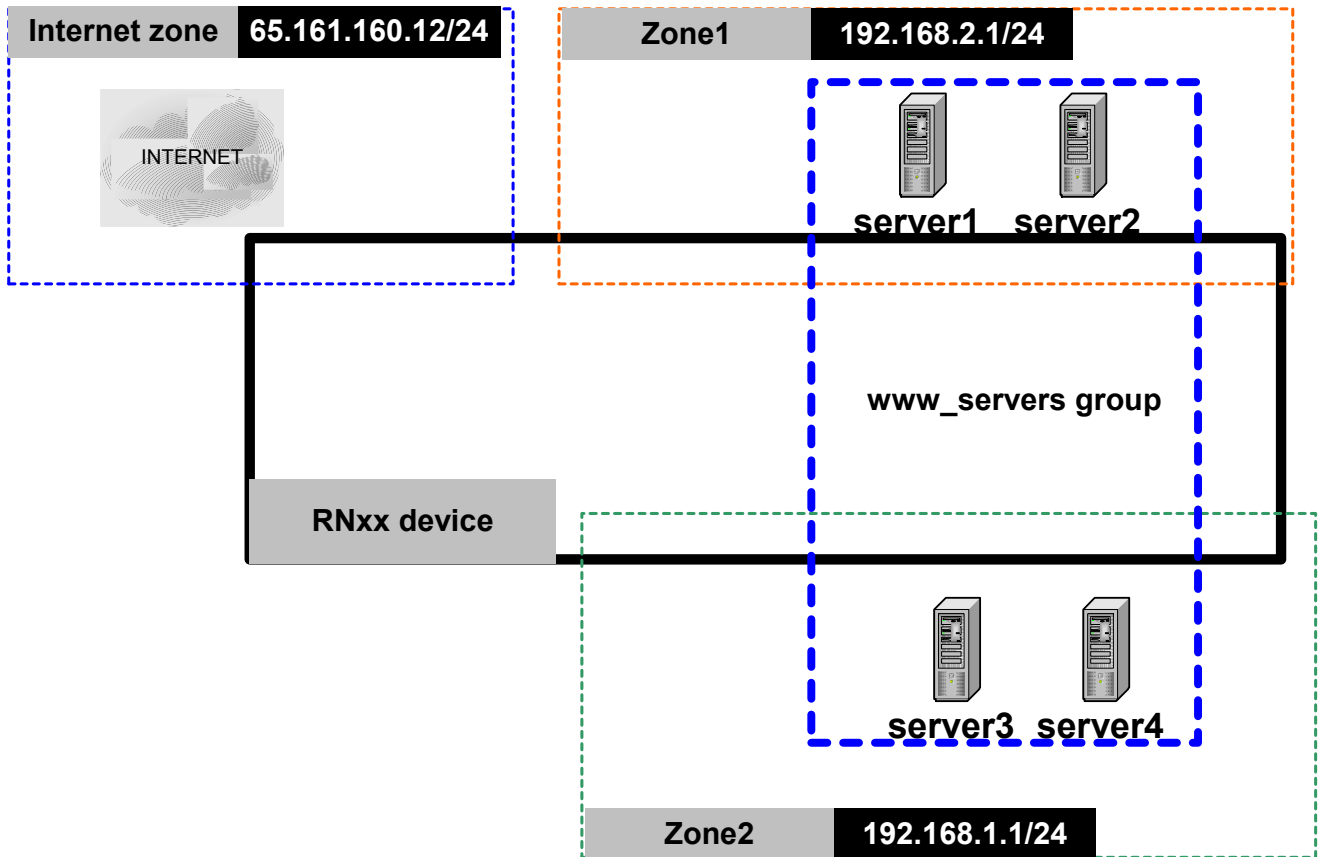 Internet zone 65.161.160.12/24
Zone1 192.168.2.1/24
INTERNET
server1 server2
www_servers group
RNxx device
server3 server4
Zone2 192.168.1.1/24